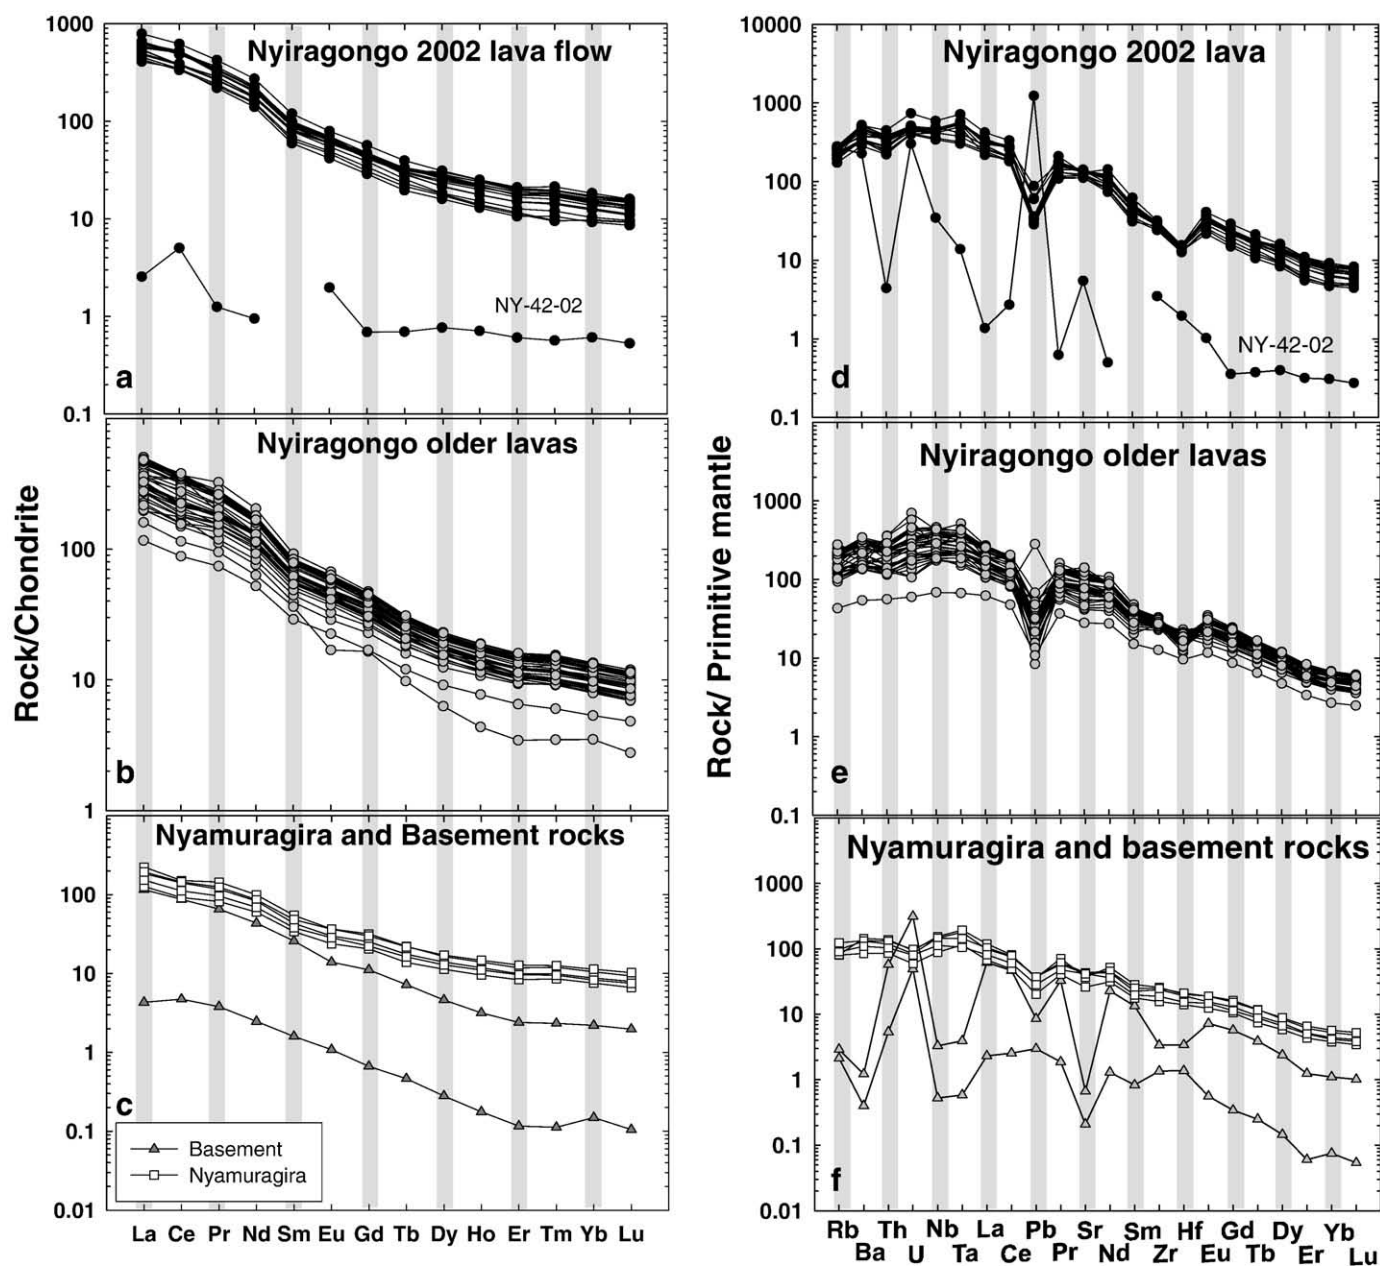 Rock/Chondrite
1000
100
10
1
0.1
Nyiragongo 2002 lava flow
NY-42-02
a
100
10
1
Nyiragongo older lavas
b
100
10
1
0.1
0.01
Nyamuragira and Basement rocks
c
Basement
Nyamuragira
La Ce Pr Nd Sm Eu Gd Tb Dy Ho Er Tm Yb Lu
Rock/ Primitive mantle
10000
1000
100
10
1
0.1
Nyiragongo 2002 lava
NY-42-02
d
1000
100
10
1
0.1
Nyiragongo older lavas
e
1000
100
10
1
0.1
0.01
Nyamuragira and basement rocks
f
Rb Th Nb La Pb Sr Sm Hf Gd Dy Yb
Ba U Ta Ce Pr Nd Zr Eu Tb Er Lu